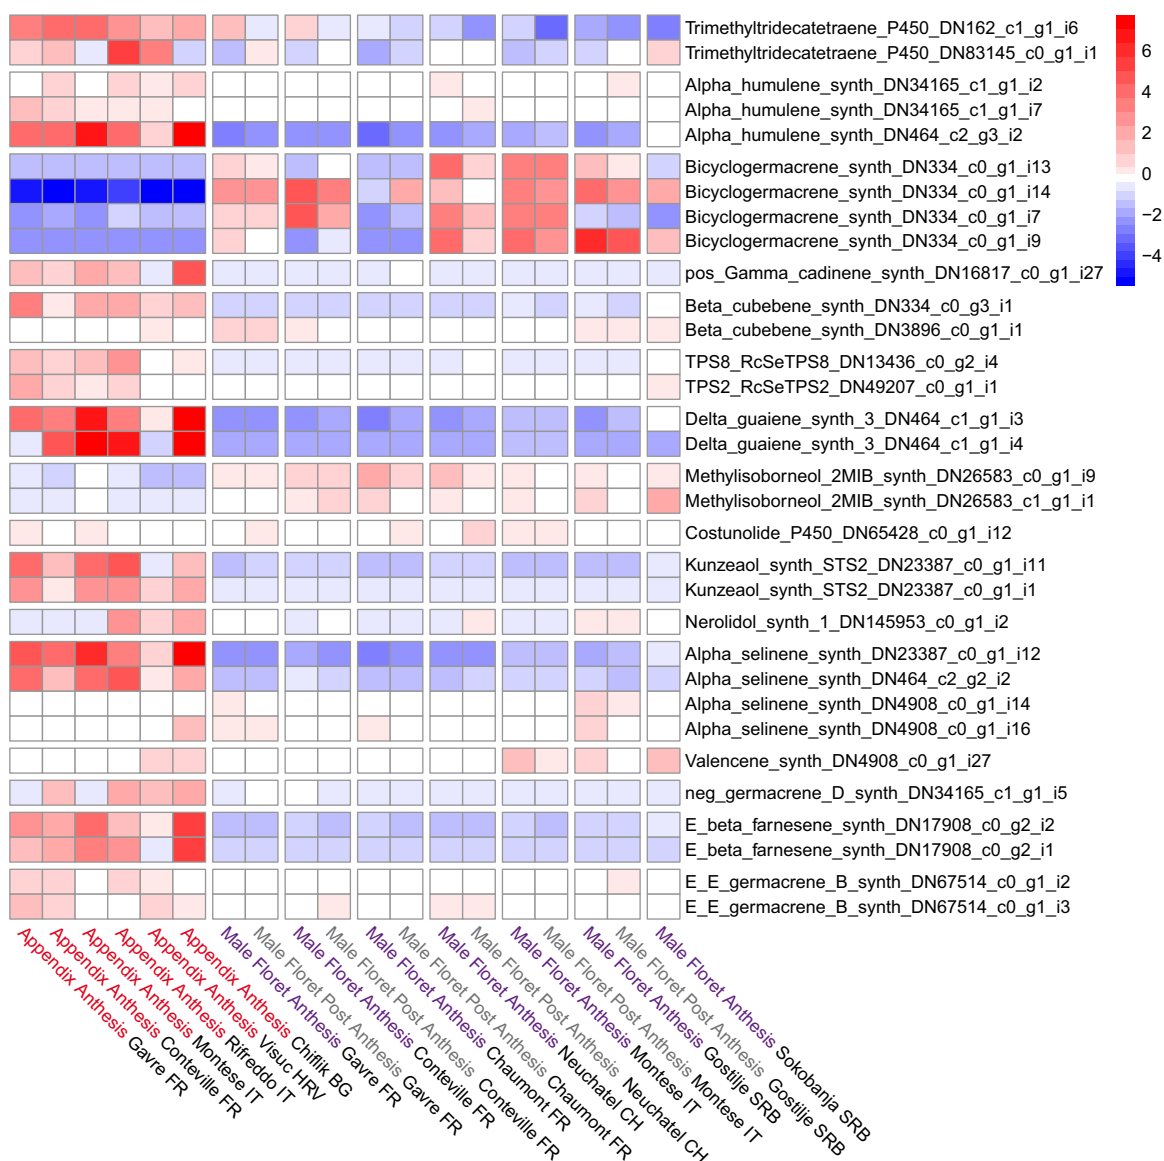 Trimethyltridecatetraene_P450_DN162_c1_g1_i6
Trimethyltridecatetraene_P450_DN83145_c0_g1_i1
Alpha_humulene_synth_DN34165_c1_g1_i2
Alpha_humulene_synth_DN34165_c1_g1_i7
Alpha_humulene_synth_DN464_c2_g3_i2
Bicyclogermacrene_synth_DN334_c0_g1_i13
Bicyclogermacrene_synth_DN334_c0_g1_i14
Bicyclogermacrene_synth_DN334_c0_g1_i7
Bicyclogermacrene_synth_DN334_c0_g1_i9
pos_Gamma_cadinene_synth_DN16817_c0_g1_i27
Beta_cubebene_synth_DN334_c0_g3_i1
Beta_cubebene_synth_DN3896_c0_g1_i1
TPS8_RcSeTPS8_DN13436_c0_g2_i4
TPS2_RcSeTPS2_DN49207_c0_g1_i1
Delta_guaiene_synth_3_DN464_c1_g1_i3
Delta_guaiene_synth_3_DN464_c1_g1_i4
Methylisoborneol_2MIB_synth_DN26583_c0_g1_i9
Methylisoborneol_2MIB_synth_DN26583_c1_g1_i1
Costunolide_P450_DN65428_c0_g1_i12
Kunzeaol_synth_STS2_DN23387_c0_g1_i11
Kunzeaol_synth_STS2_DN23387_c0_g1_i1
Nerolidol_synth_1_DN145953_c0_g1_i2
Alpha_selinene_synth_DN23387_c0_g1_i12
Alpha_selinene_synth_DN464_c2_g2_i2
Alpha_selinene_synth_DN4908_c0_g1_i14
Alpha_selinene_synth_DN4908_c0_g1_i16
Valencene_synth_DN4908_c0_g1_i27
neg_germacrene_D_synth_DN34165_c1_g1_i5
E_beta_farnesene_synth_DN17908_c0_g2_i2
E_beta_farnesene_synth_DN17908_c0_g2_i1
E_E_germacrene_B_synth_DN67514_c0_g1_i2
E_E_germacrene_B_synth_DN67514_c0_g1_i3
6
4
2
0
−2
−4
Appendix Anthesis Gavre FR
Appendix Anthesis Conteville FR
Appendix Anthesis Montese IT
Appendix Anthesis Rifreddo IT
Appendix Anthesis Visuc HRV
Appendix Anthesis Chiflik BG
Male Floret Anthesis Gavre FR
Male Floret Post Anthesis Gavre FR
Male Floret Anthesis Conteville FR
Male Floret Post Anthesis Conteville FR
Male Floret Anthesis Chaumont FR
Male Floret Post Anthesis Chaumont FR
Male Floret Anthesis Neuchatel CH
Male Floret Post Anthesis Neuchatel CH
Male Floret Anthesis Montese IT
Male Floret Post Anthesis Montese IT
Male Floret Anthesis Gostilje SRB
Male Floret Post Anthesis Gostilje SRB
Male Floret Anthesis Sokobanja SRB